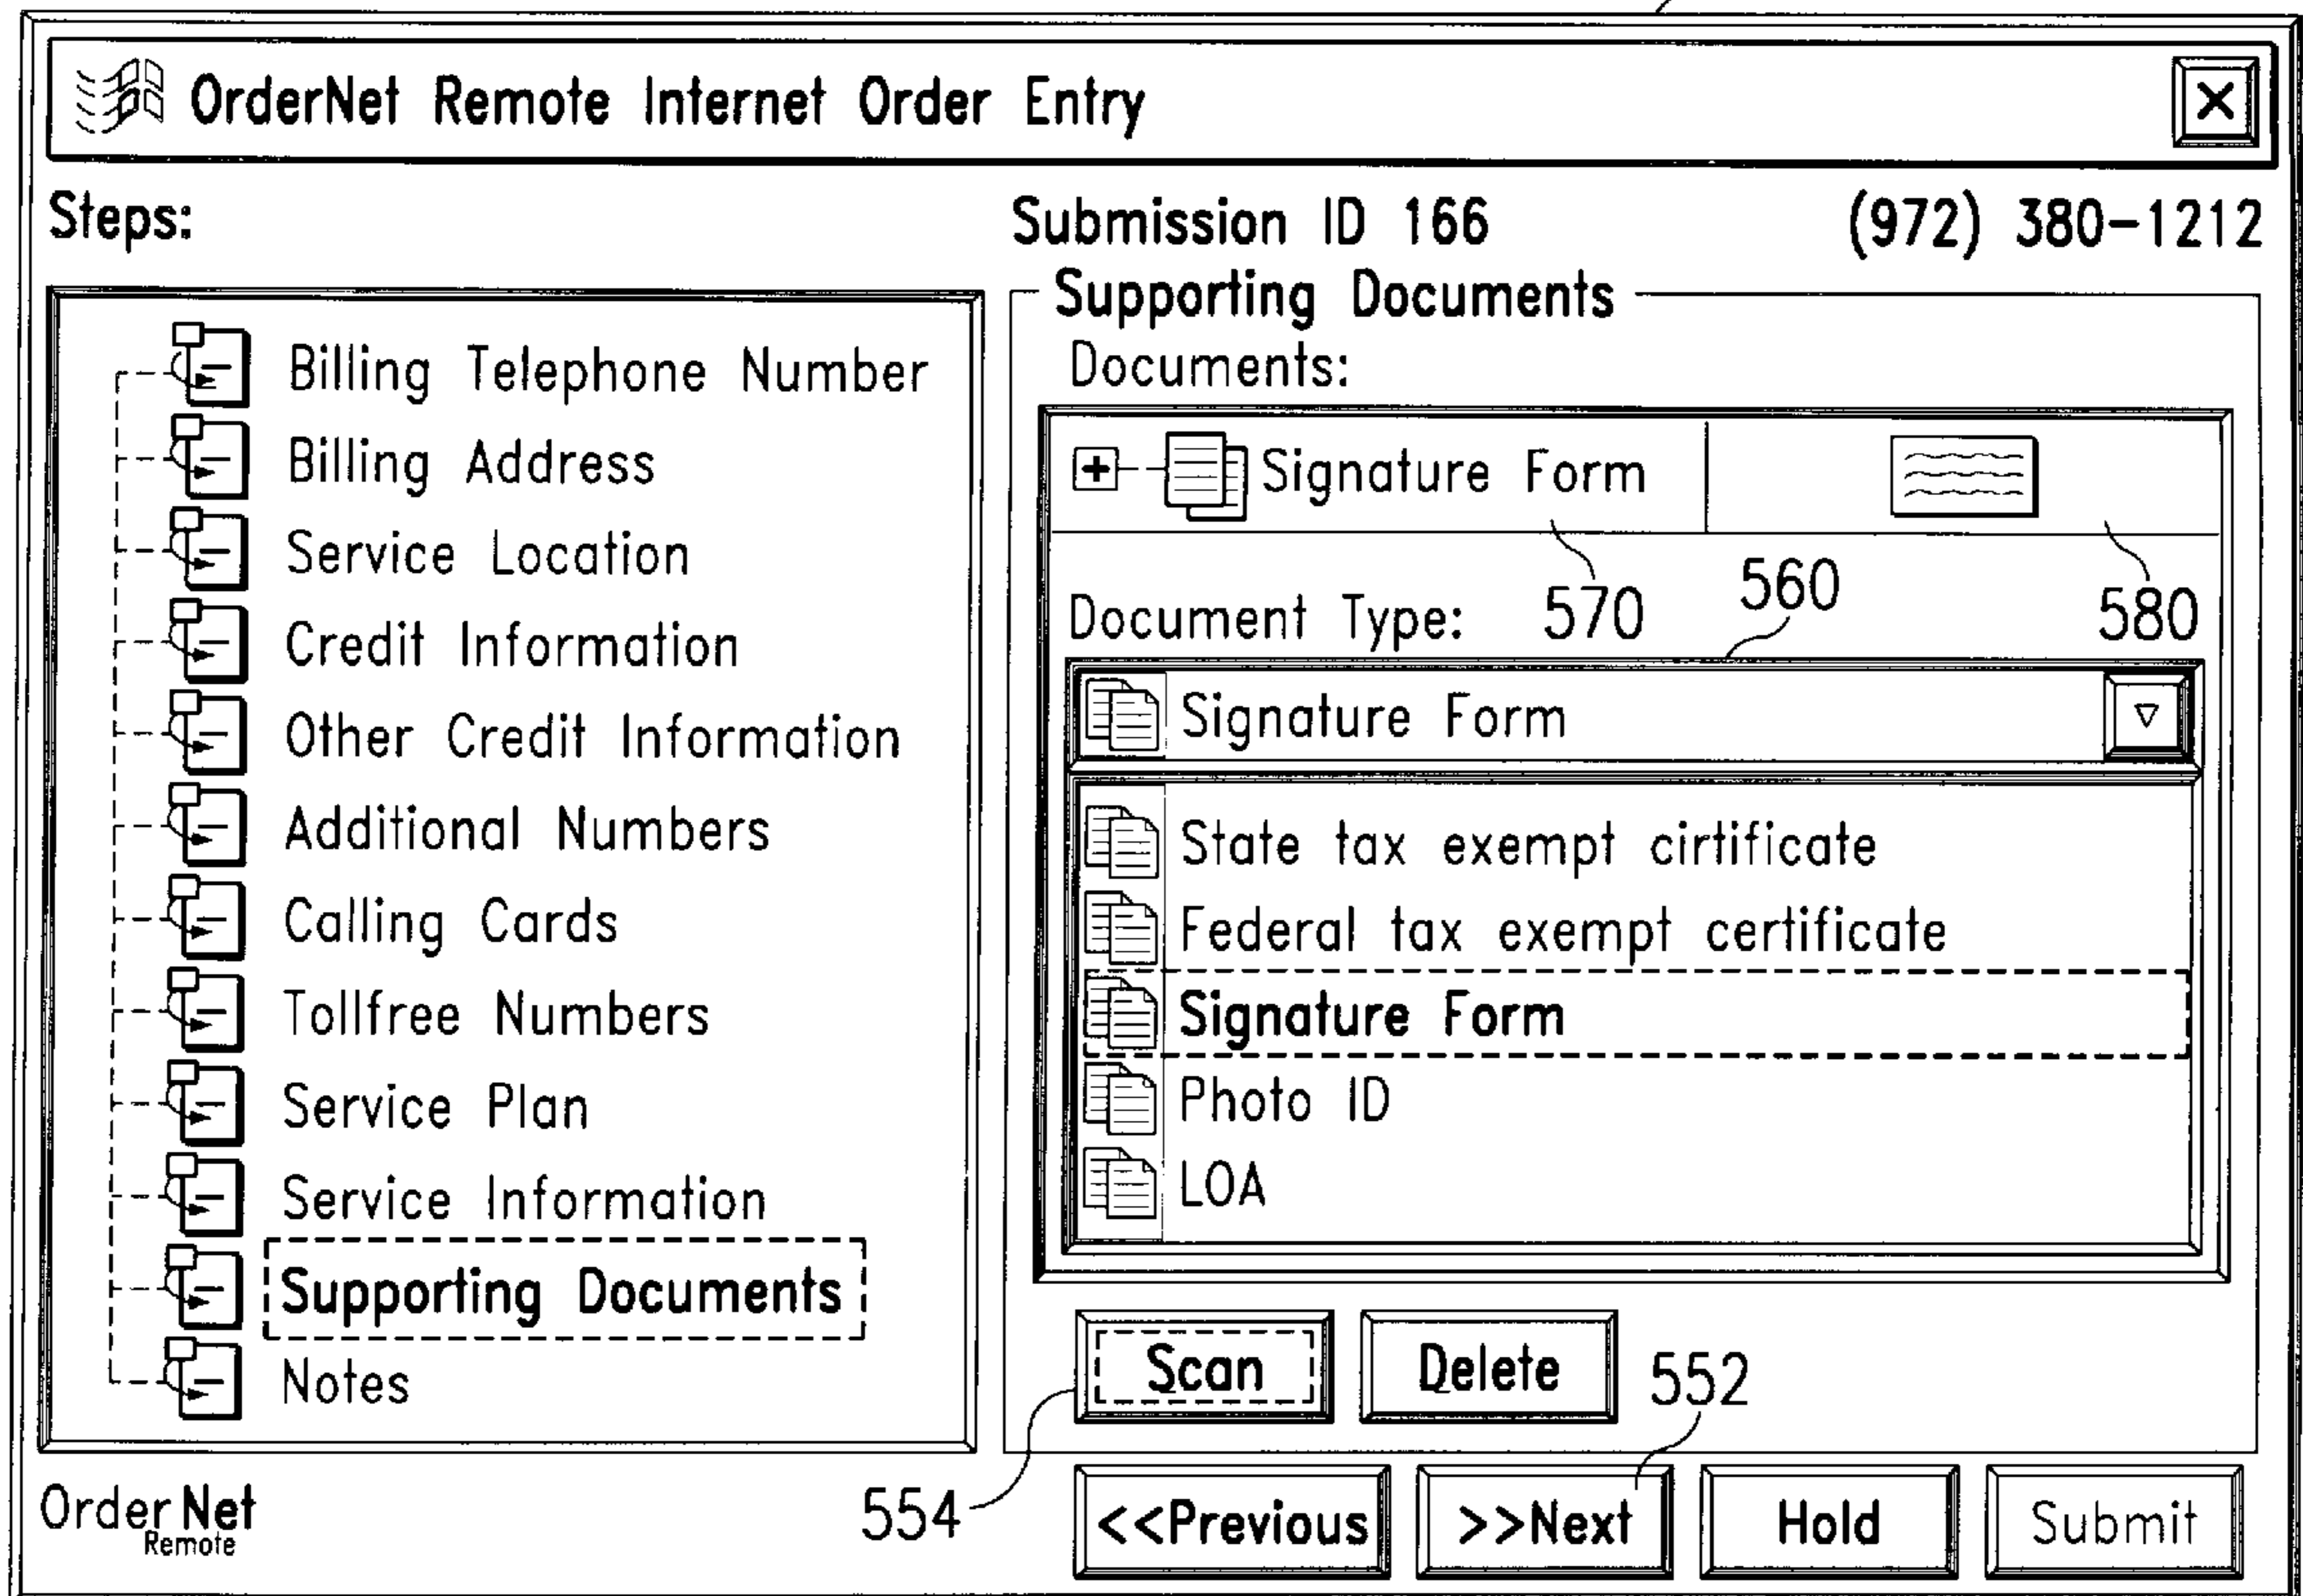 OrderNet Remote Internet Order Entry
Steps:
Submission ID 166
(972) 380-1212
Billing Telephone Number
Billing Address
Service Location
Credit Information
Other Credit Information
Additional Numbers
Calling Cards
Tollfree Numbers
Service Plan
Service Information
Supporting Documents
Notes
Supporting Documents
Documents:
Signature Form
Document Type: 570 560 580
Signature Form
State tax exempt cirtificate
Federal tax exempt certificate
Signature Form
Photo ID
LOA
Scan Delete 552
554 <<Previous >>Next Hold Submit
OrderNet
Remote